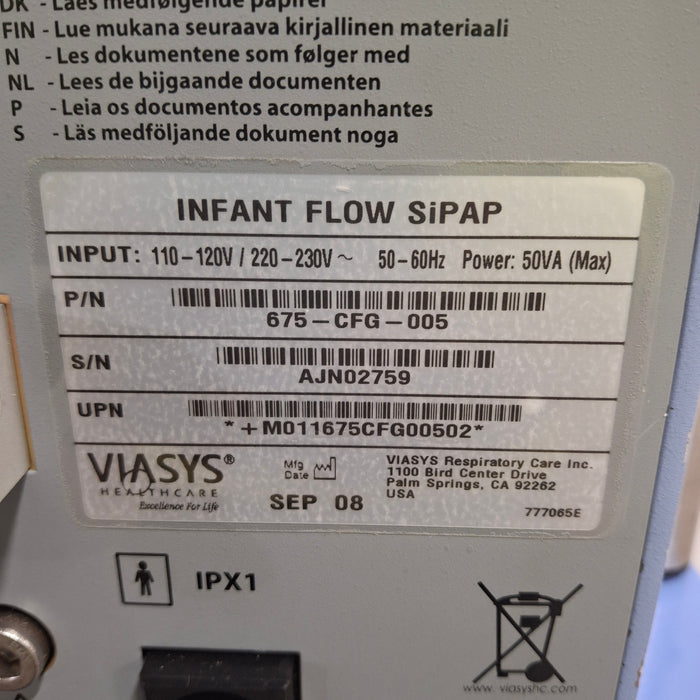 DK - Læs medfølgende papirer
FIN - Lue mukana seuraava kirjallinen materiaali
N - Les dokumentene som følger med
NL - Lees de bijgaande documenten
P - Leia os documentos acompanhantes
S - Läs medföljande dokument noga
INFANT FLOW SiPAP
INPUT: 110-120V / 220-230V ~ 50-60Hz Power: 50VA (Max)
P/N
675-CFG-005
S/N
AJN02759
UPN
*+M011675CFG00502*
VIASYS®
HEALTHCARE
Excellence For Life
Mfg
Date
SEP 08
VIASYS Respiratory Care Inc.
1100 Bird Center Drive
Palm Springs, CA 92262
USA
777065E
IPX1
www.viasyshc.com